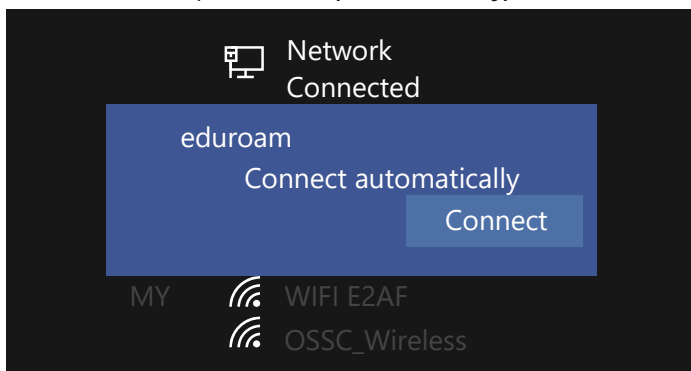 Network
Connected
eduroam
Connect automatically
Connect
MY WIFI E2AF
OSSC_Wireless